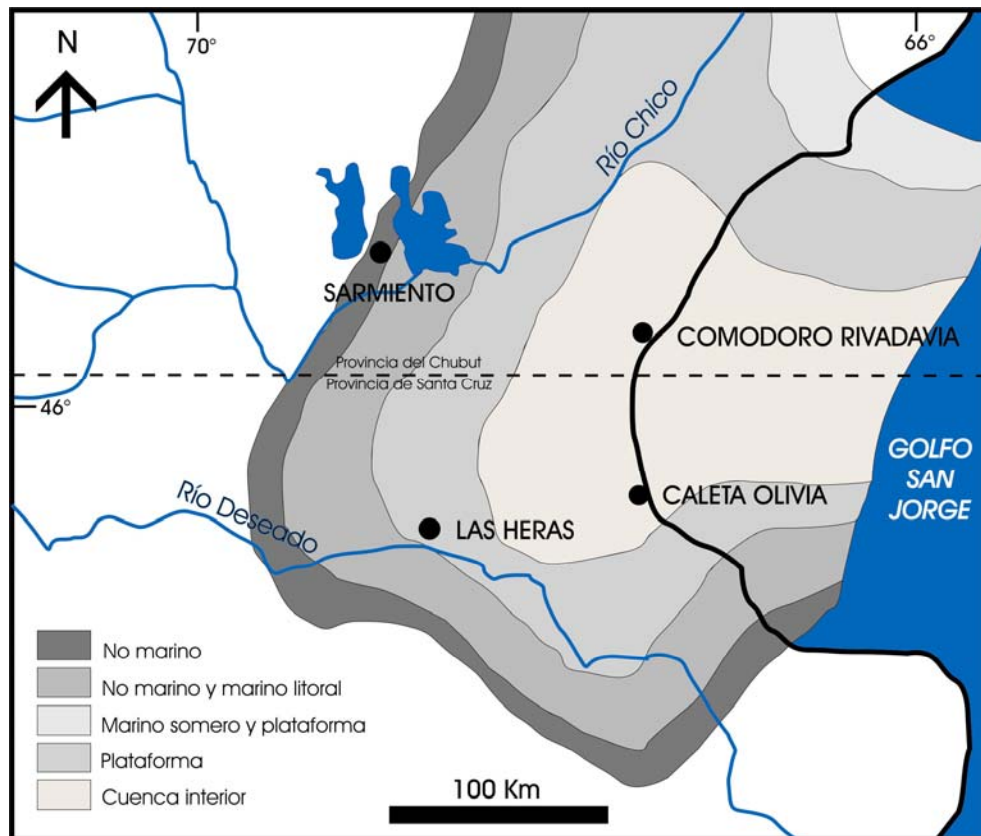 70°
66°
N
Río Chico
SARMIENTO
COMODORO RIVADAVIA
Provincia del Chubut
Provincia de Santa Cruz
46°
GOLFO
SAN
JORGE
Río Deseado
CALETA OLIVIA
LAS HERAS
No marino
No marino y marino litoral
Marino somero y plataforma
Plataforma
Cuenca interior
100 Km